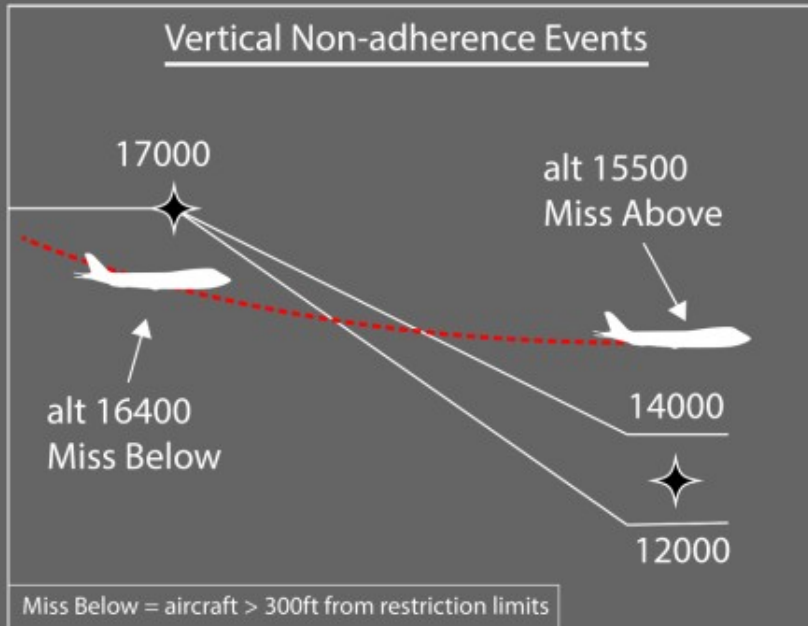 Vertical Non-adherence Events
17000
alt 15500
Miss Above
alt 16400
Miss Below
14000
12000
Miss Below = aircraft > 300ft from restriction limits